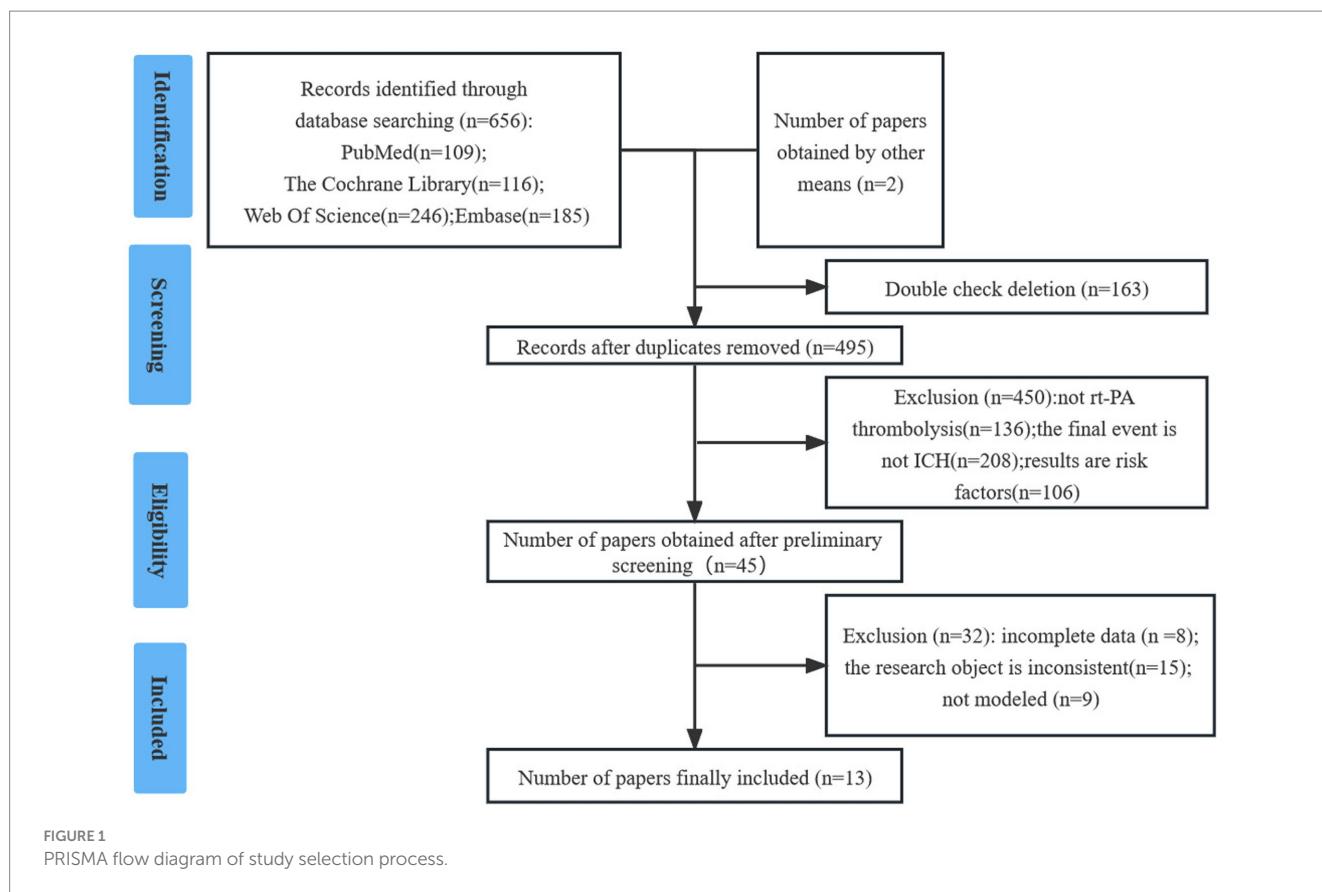 Identification
Records identified through
database searching (n=656):
PubMed(n=109);
The Cochrane Library(n=116);
Web Of Science(n=246);Embase(n=185)
Number of papers
obtained by other
means (n=2)
Screening
Double check deletion (n=163)
Records after duplicates removed (n=495)
Exclusion (n=450):not rt-PA
thrombolysis(n=136);the final event is
not ICH(n=208);results are risk
factors(n=106)
Eligibility
Number of papers obtained after preliminary
screening（n=45）
Exclusion (n=32): incomplete data (n =8);
the research object is inconsistent(n=15);
not modeled (n=9)
Included
Number of papers finally included (n=13)
FIGURE 1
PRISMA flow diagram of study selection process.